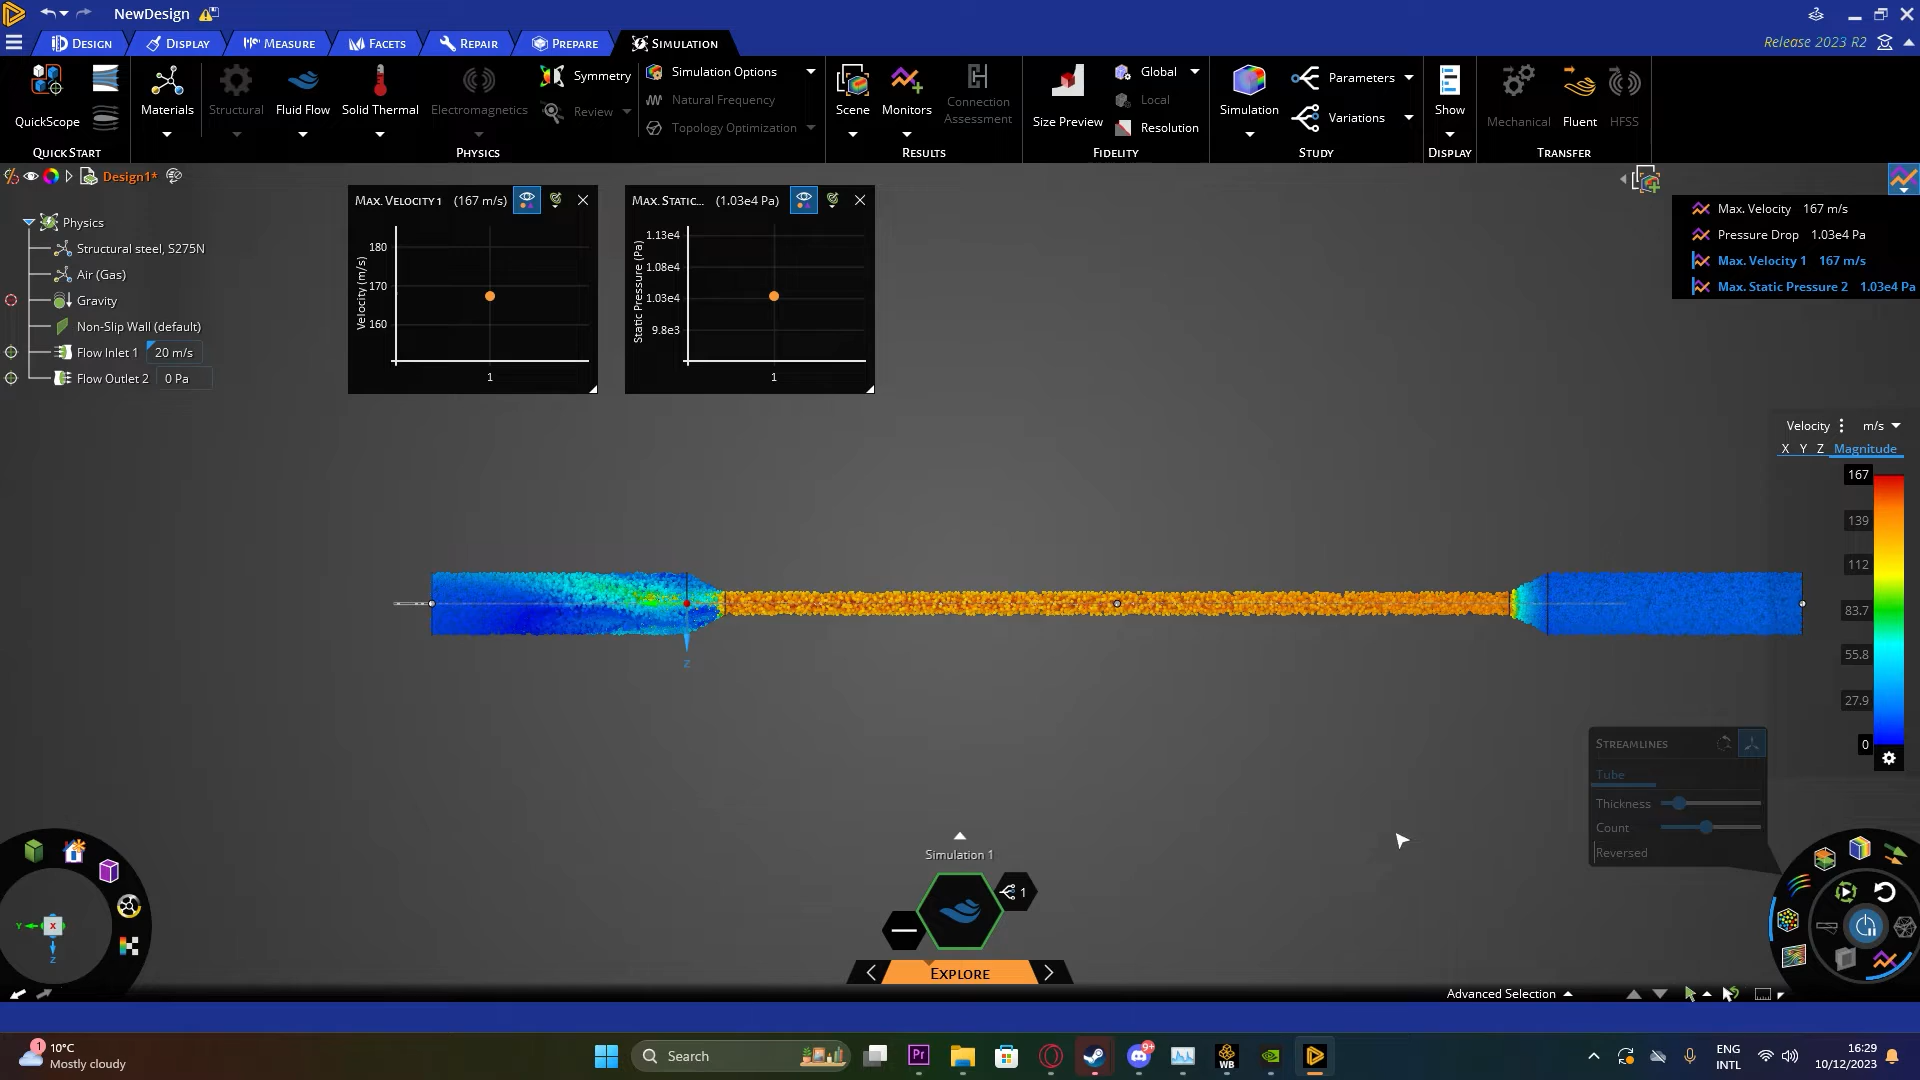 NewDesign
Design
Display
Measure
Facets
Repair
Prepare
Simulation
Release 2023 R2
QuickScope
Quick Start
Materials
Structural
Fluid Flow
Solid Thermal
Electromagnetics
Symmetry
Review
Physics
Simulation Options
Natural Frequency
Topology Optimization
Scene
Monitors
Connection
Assessment
Results
Size Preview
Global
Local
Resolution
Fidelity
Simulation
Parameters
Variations
Study
Show
Display
Mechanical
Fluent
HFSS
Transfer
Design1*
Physics
Structural steel, S275N
Air (Gas)
Gravity
Non-Slip Wall (default)
Flow Inlet 1 20 m/s
Flow Outlet 2 0 Pa
Max. Velocity 1 (167 m/s)
Velocity (m/s)
180
170
160
1
Max. Static... (1.03e4 Pa)
Static Pressure (Pa)
1.13e4
1.08e4
1.03e4
9.8e3
1
Max. Velocity 167 m/s
Pressure Drop 1.03e4 Pa
Max. Velocity 1 167 m/s
Max. Static Pressure 2 1.03e4 Pa
Velocity m/s
X Y Z Magnitude
167
139
112
83.7
55.8
27.9
0
Z
Streamlines
Tube
Thickness
Count
Reversed
Simulation 1
1
Explore
Y
X
Z
Advanced Selection
1
10°C
Mostly cloudy
Search
Pr
9+
WB
ENG
INTL
16:29
10/12/2023